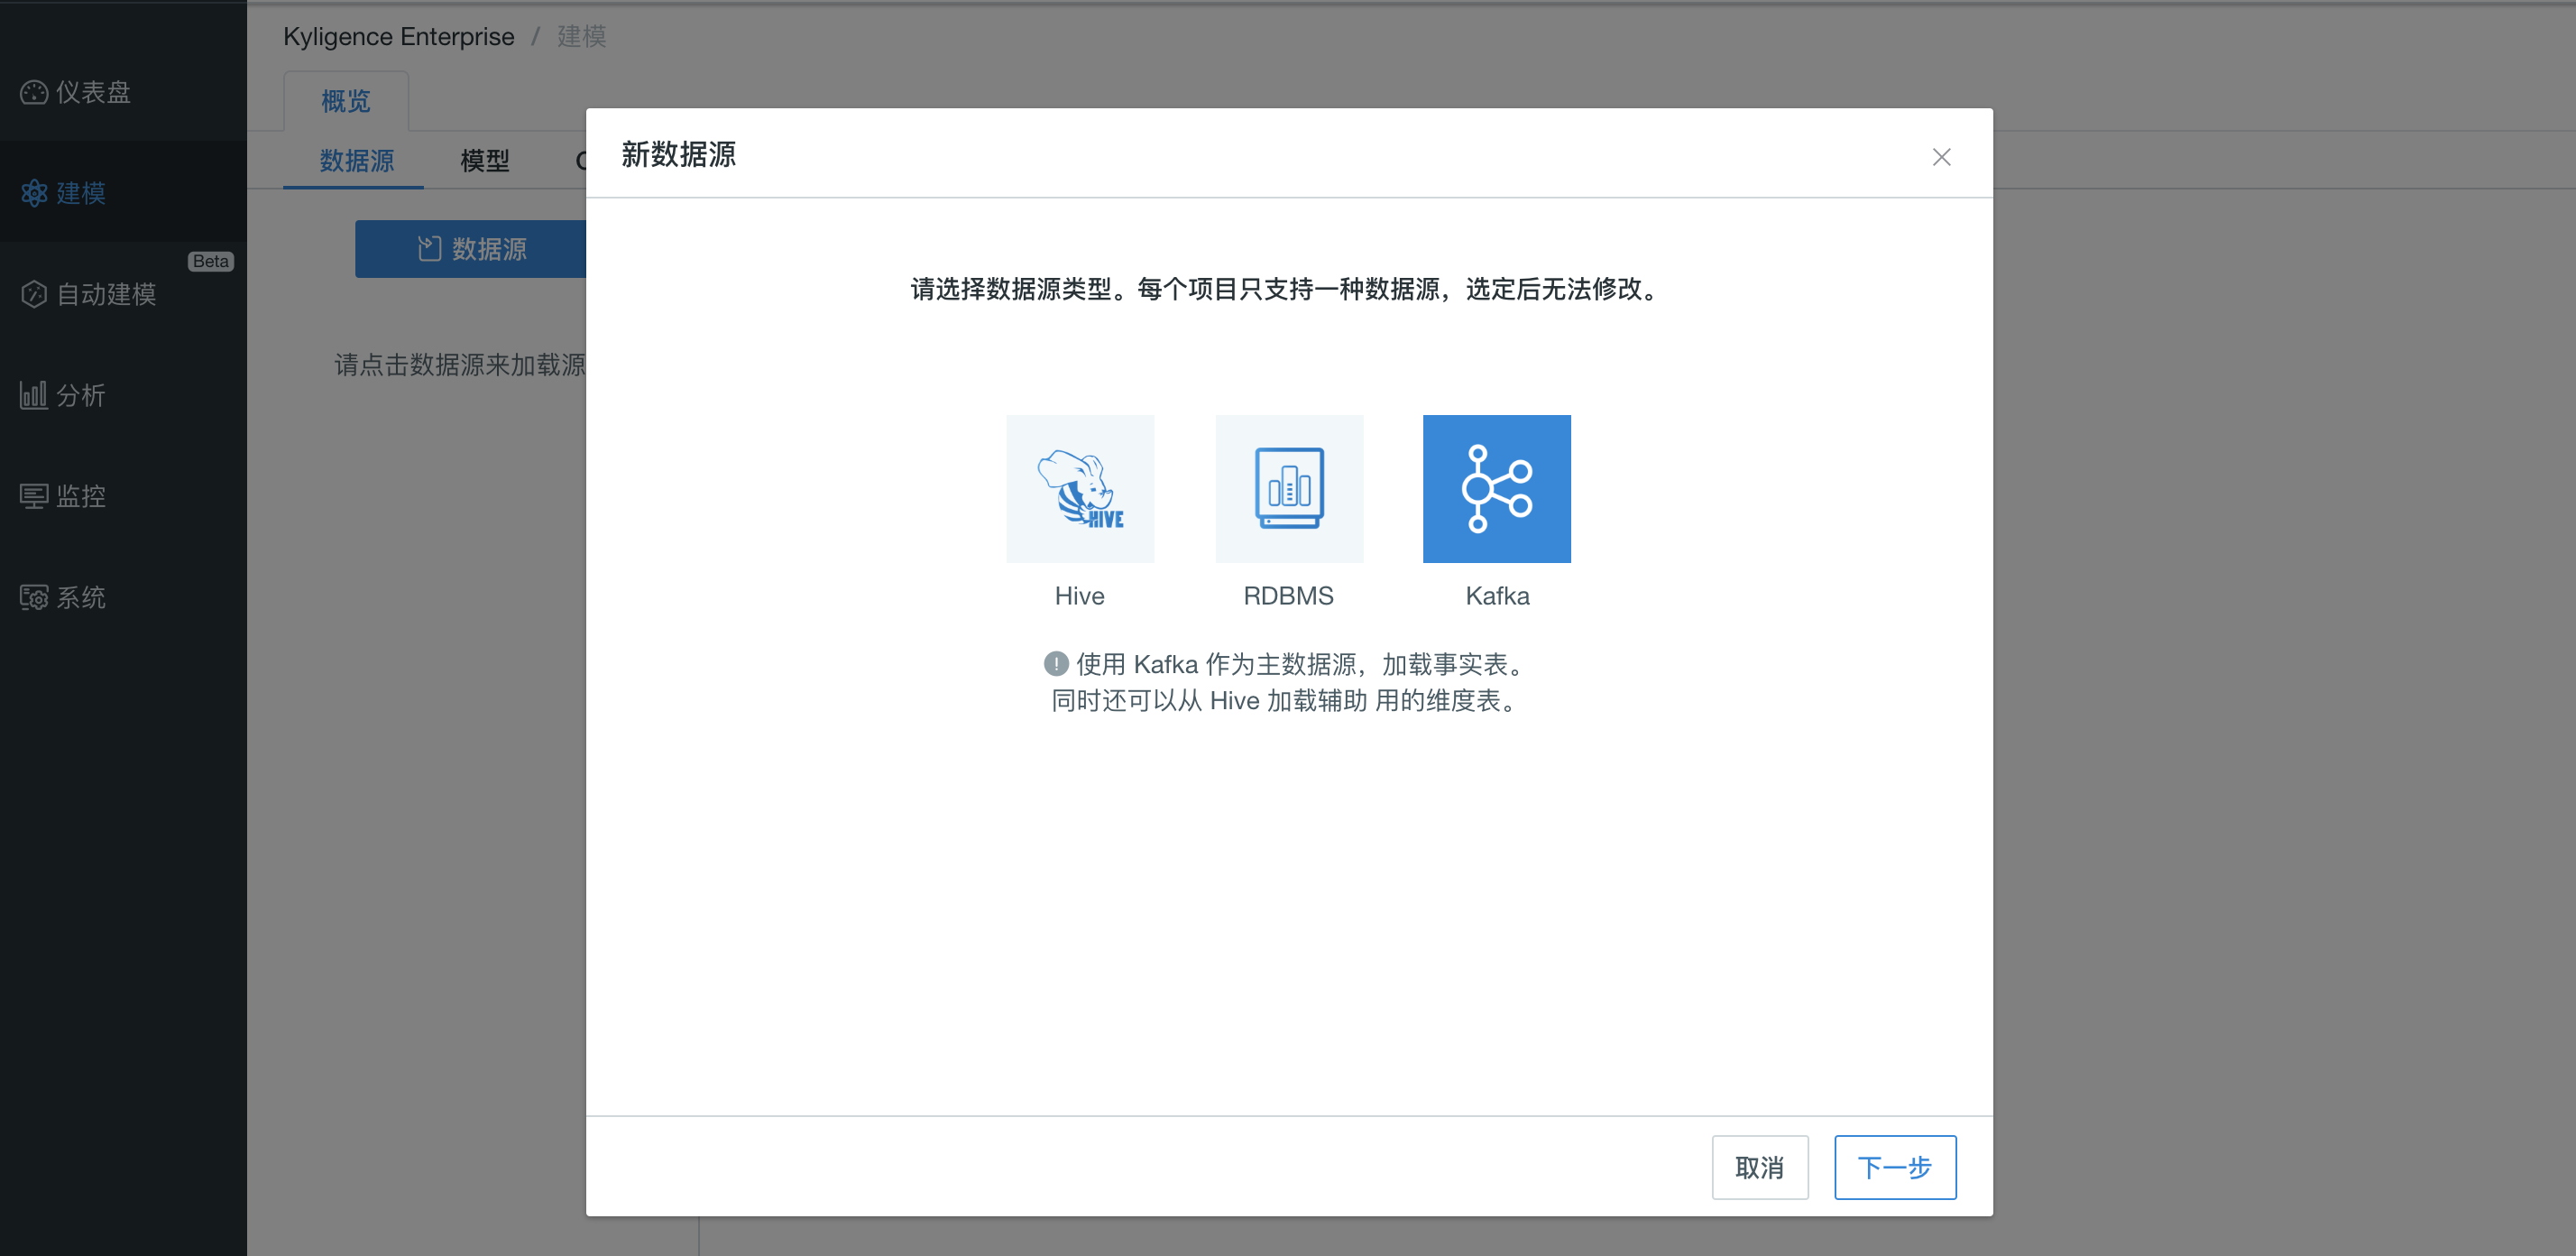 Kyligence Enterprise / 建模
仪表盘
建模
Beta
自动建模
分析
监控
系统
概览
数据源 模型
数据源
请点击数据源来加载源
新数据源
请选择数据源类型。每个项目只支持一种数据源，选定后无法修改。
HIVE
Hive RDBMS Kafka
使用 Kafka 作为主数据源，加载事实表。
同时还可以从 Hive 加载辅助 用的维度表。
取消 下一步